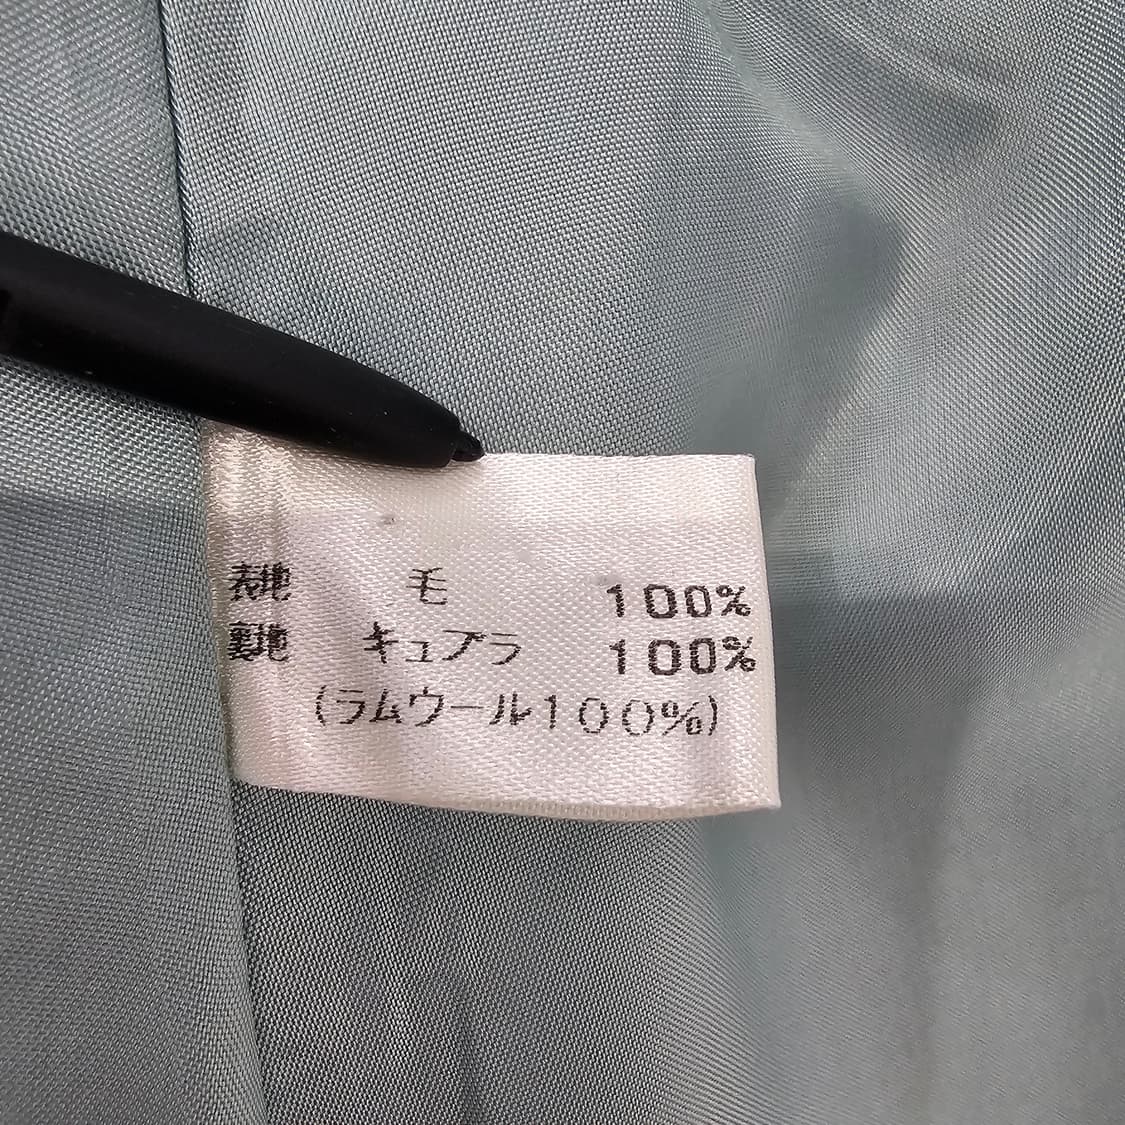 表地 毛 100%
裏地 キュプラ 100%
(ラムウール100%)